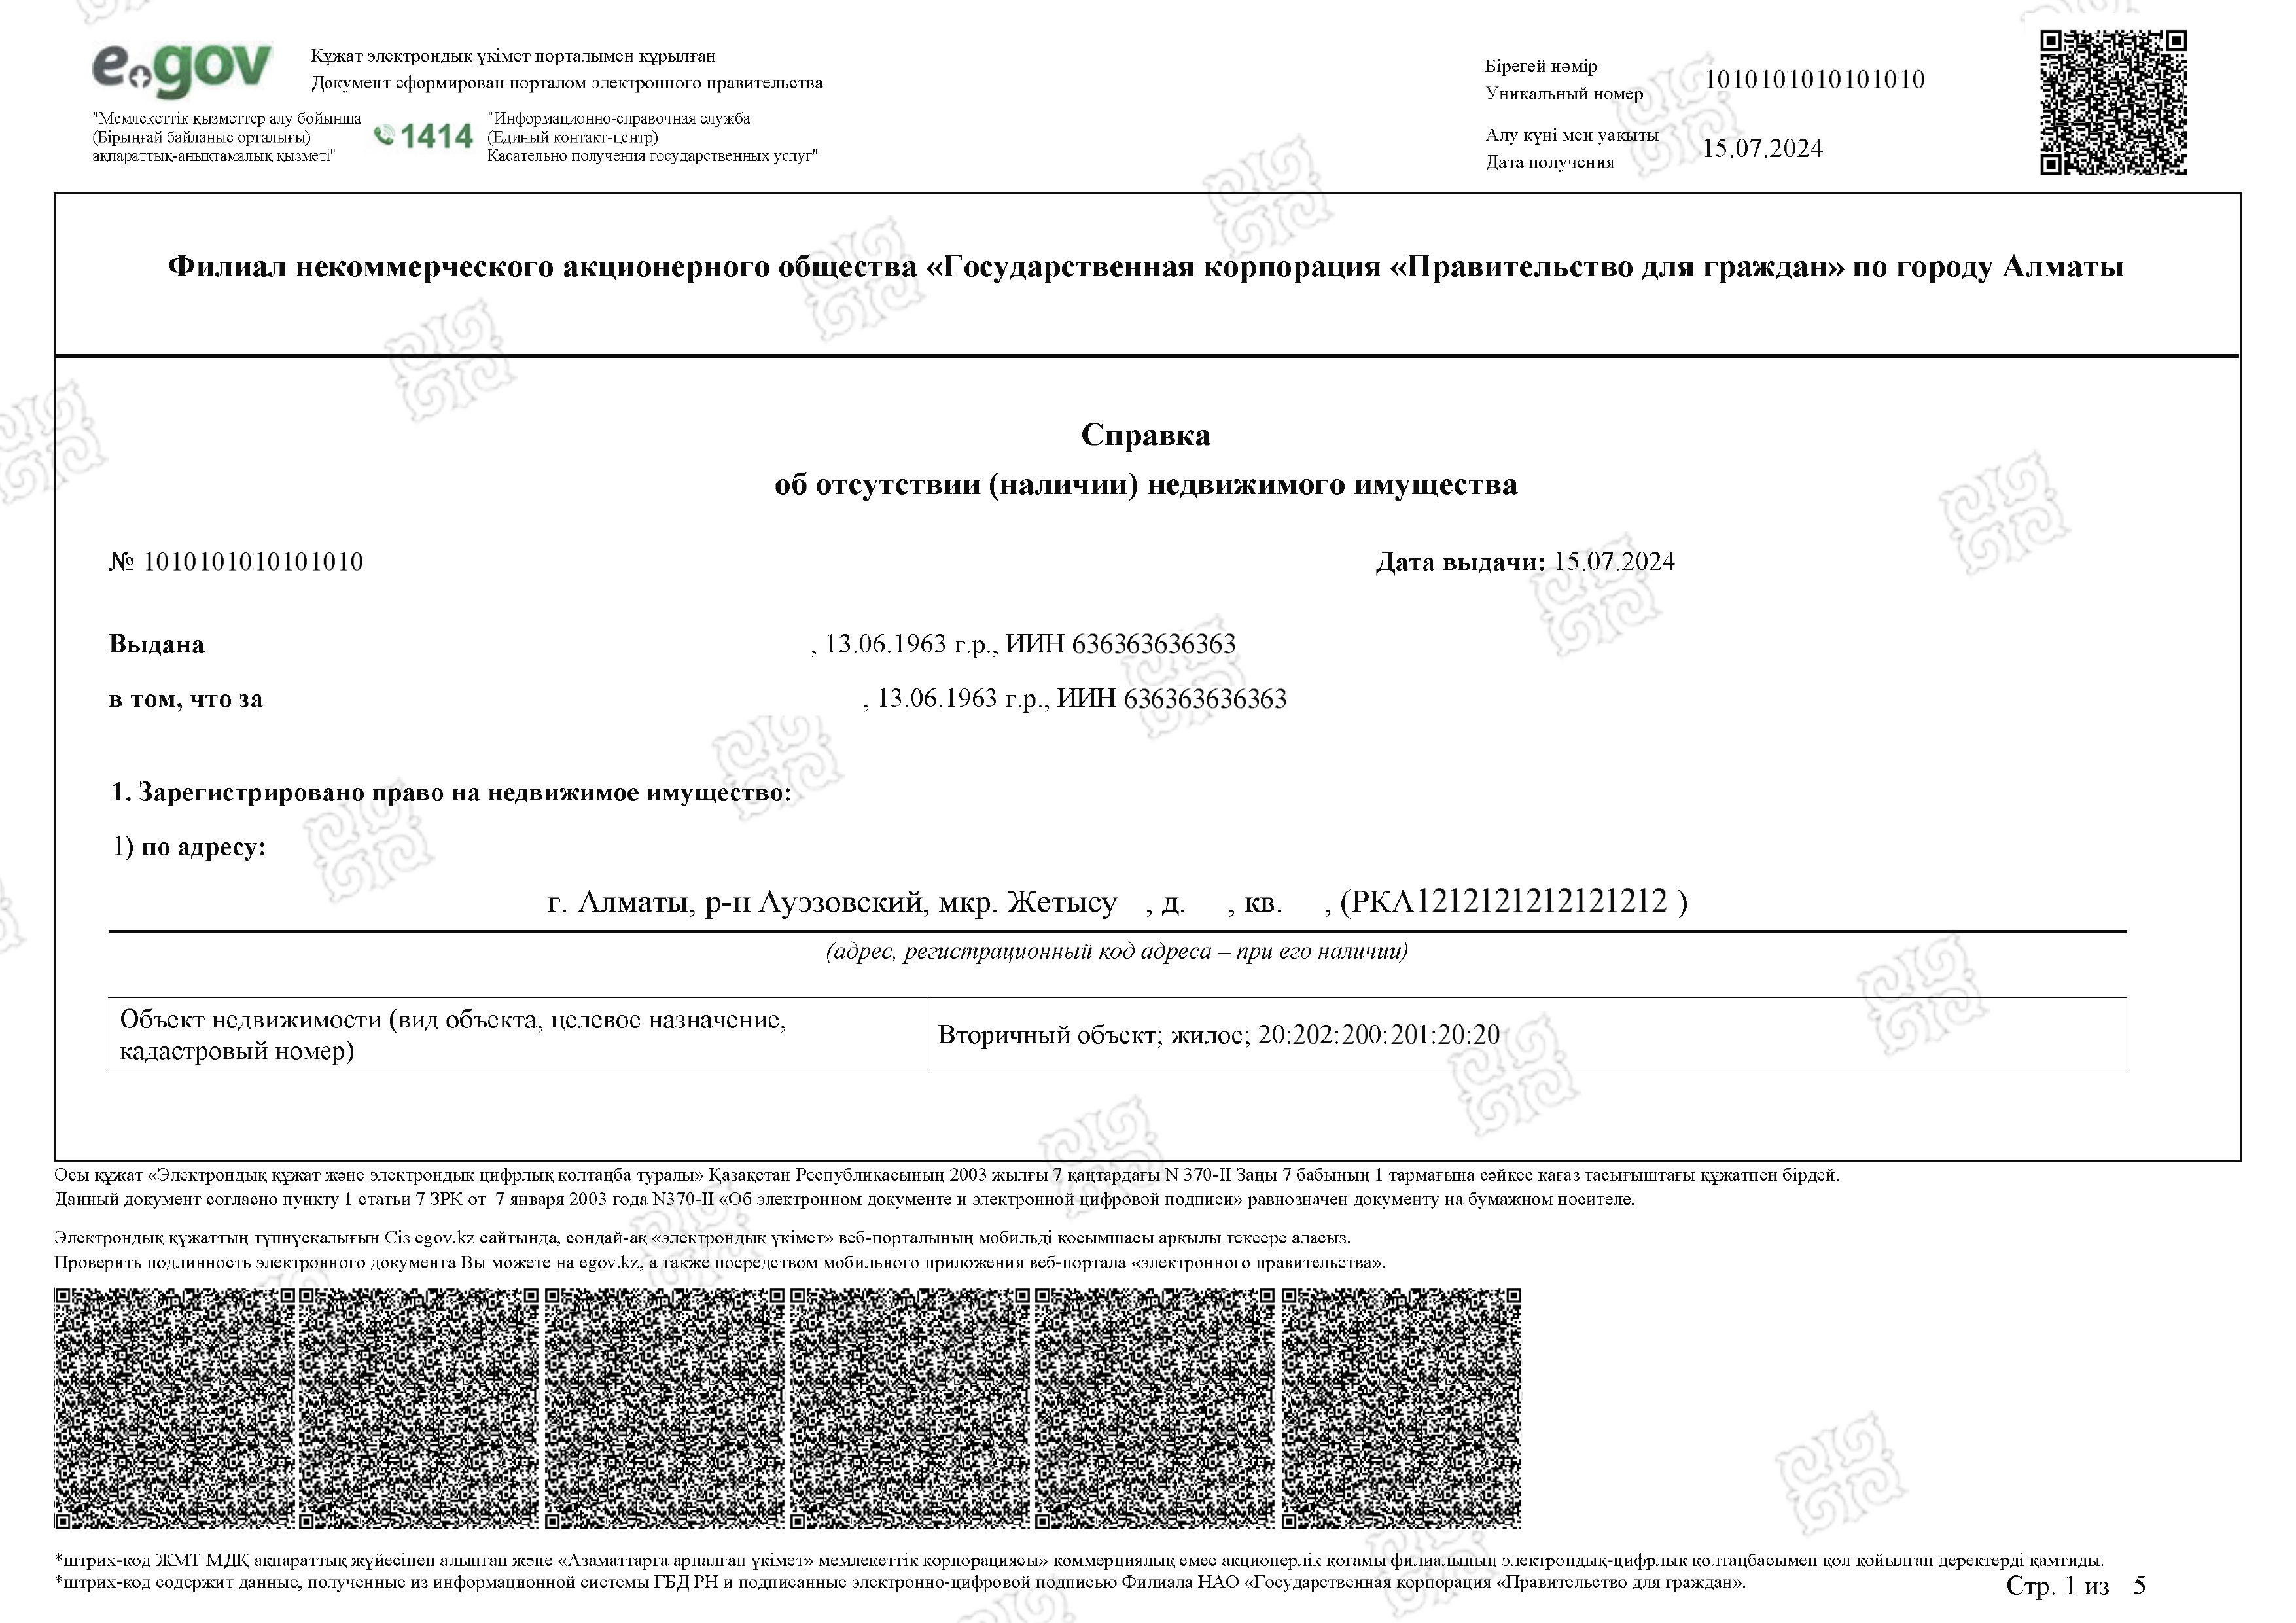 e.gov
Құжат электрондық үкімет порталымен құрылған
Документ сформирован порталом электронного правительства
"Мемлекеттік қызметтер алу бойынша
(Бірыңғай байланыс орталығы)
ақпараттық-анықтамалық қызметі"
1414
"Информационно-справочная служба
(Единый контакт-центр)
Касательно получения государственных услуг"
Бірегей нөмір
Уникальный номер
1010101010101010
Алу күні мен уақыты
Дата получения
15.07.2024
Филиал некоммерческого акционерного общества «Государственная корпорация «Правительство для граждан» по городу Алматы
Справка
об отсутствии (наличии) недвижимого имущества
№ 1010101010101010
Дата выдачи: 15.07.2024
Выдана , 13.06.1963 г.р., ИИН 636363636363
в том, что за , 13.06.1963 г.р., ИИН 636363636363
1. Зарегистрировано право на недвижимое имущество:
1) по адресу:
г. Алматы, р-н Ауэзовский, мкр. Жетысу , д. , кв. , (РКА1212121212121212 )
(адрес, регистрационный код адреса – при его наличии)
Объект недвижимости (вид объекта, целевое назначение,
кадастровый номер)
Вторичный объект; жилое; 20:202:200:201:20:20
Осы құжат «Электрондық құжат және электрондық цифрлық қолтаңба туралы» Қазақстан Республикасының 2003 жылғы 7 қаңтардағы N 370-II Заңы 7 бабының 1 тармағына сәйкес қағаз тасығыштағы құжатпен бірдей.
Данный документ согласно пункту 1 статьи 7 ЗРК от 7 января 2003 года N370-II «Об электронном документе и электронной цифровой подписи» равнозначен документу на бумажном носителе.
Электрондық құжаттың түпнұсқалығын Сіз egov.kz сайтында, сондай-ақ «электрондық үкімет» веб-порталының мобильді қосымшасы арқылы тексере аласыз.
Проверить подлинность электронного документа Вы можете на egov.kz, а также посредством мобильного приложения веб-портала «электронного правительства».
*штрих-код ЖМТ МДҚ ақпараттық жүйесінен алынған және «Азаматтарға арналған үкімет» мемлекеттік корпорациясы» коммерциялық емес акционерлік қоғамы филиалының электрондық-цифрлық қолтаңбасымен қол қойылған деректерді қамтиды.
*штрих-код содержит данные, полученные из информационной системы ГБД РН и подписанные электронно-цифровой подписью Филиала НАО «Государственная корпорация «Правительство для граждан».
Стр. 1 из 5